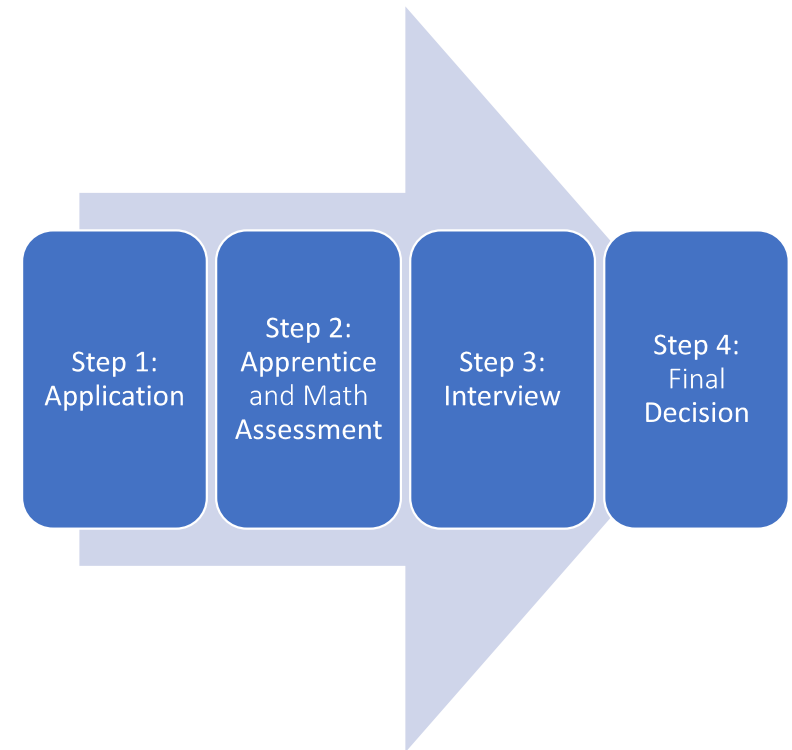 Step 1:
Application
Step 2:
Apprentice
and Math
Assessment
Step 3:
Interview
Step 4:
Final
Decision